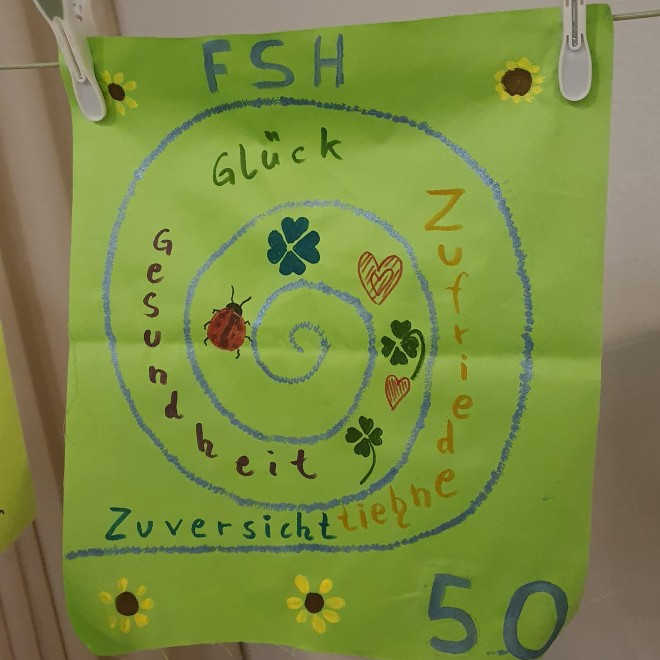 FSH
Glück
Zufriedenheit
Gesundheit
Zuversicht
50